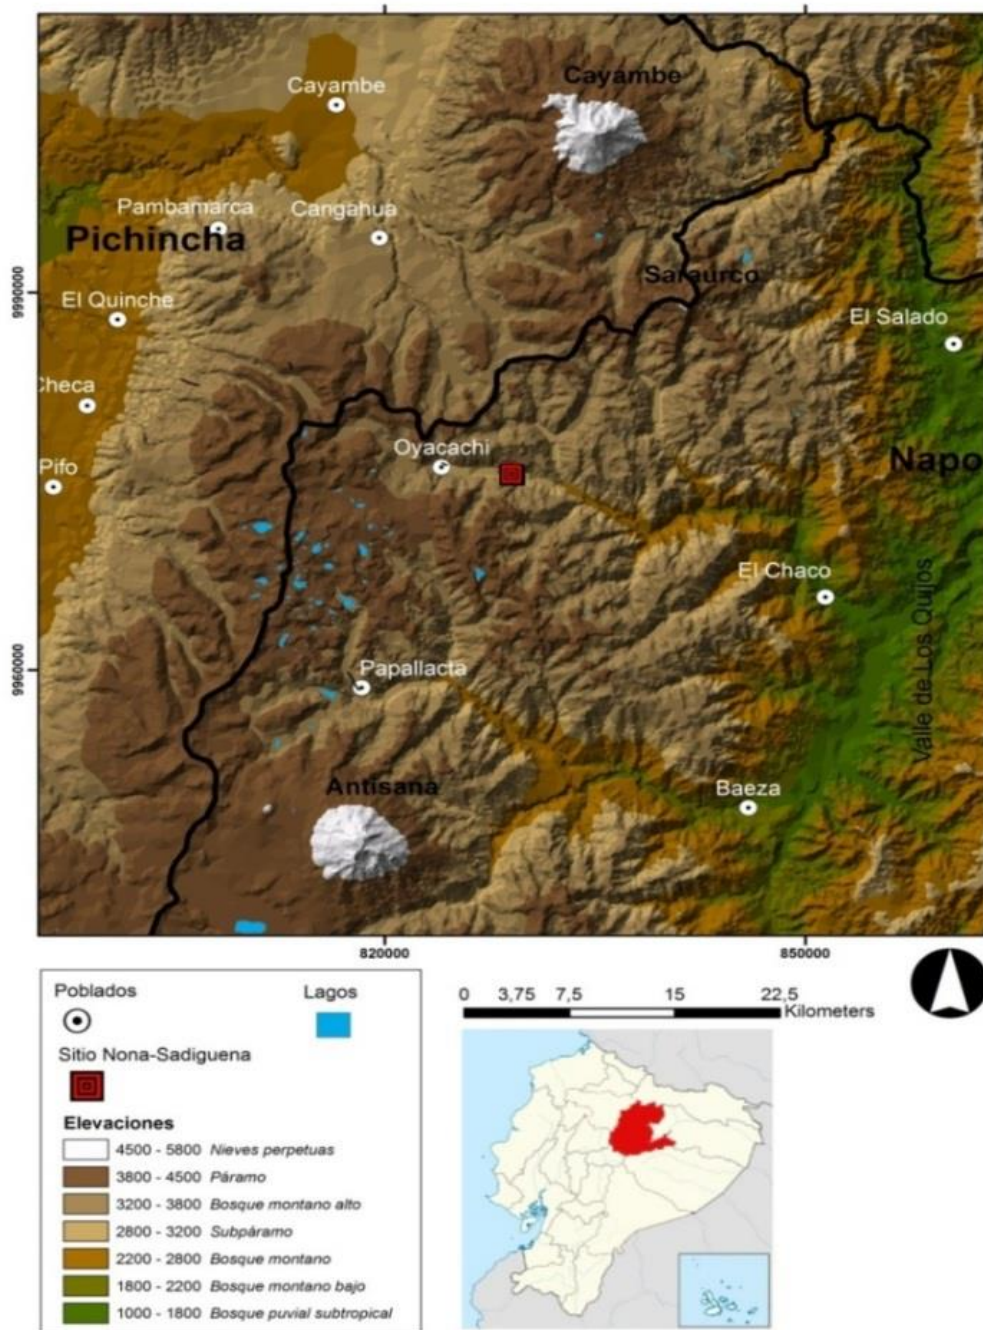 Cayambe
Cayambe
Pambamarca
Cangahua
Pichincha
Saraurco
9990000
El Quinche
El Salado
Checa
Oyacachi
Napo
Pifo
El Chaco
Valle de Los Quijos
9960000
Papallacta
Antisana
Baeza
820000
850000
Poblados
Lagos
Sitio Nona-Sadiguena
Elevaciones
4500 - 5800 Nieves perpetuas
3800 - 4500 Páramo
3200 - 3800 Bosque montano alto
2800 - 3200 Subpáramo
2200 - 2800 Bosque montano
1800 - 2200 Bosque montano bajo
1000 - 1800 Bosque puvial subtropical
0 3,75 7,5 15 22,5
Kilometers